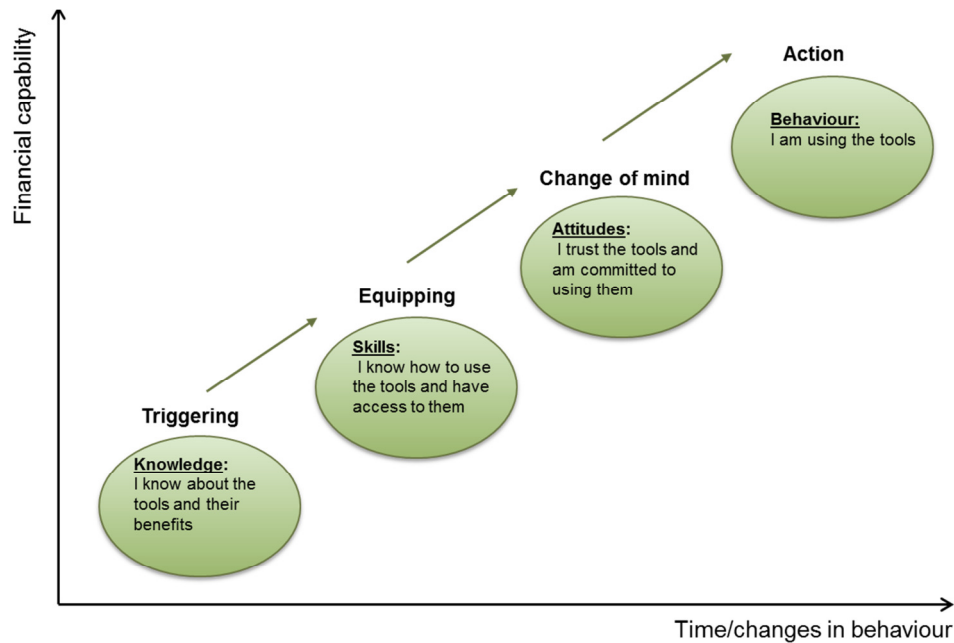 Financial capability
Action
Behaviour:
I am using the tools
Change of mind
Attitudes:
I trust the tools and
am committed to
using them
Equipping
Skills:
I know how to use
the tools and have
access to them
Triggering
Knowledge:
I know about the
tools and their
benefits
Time/changes in behaviour